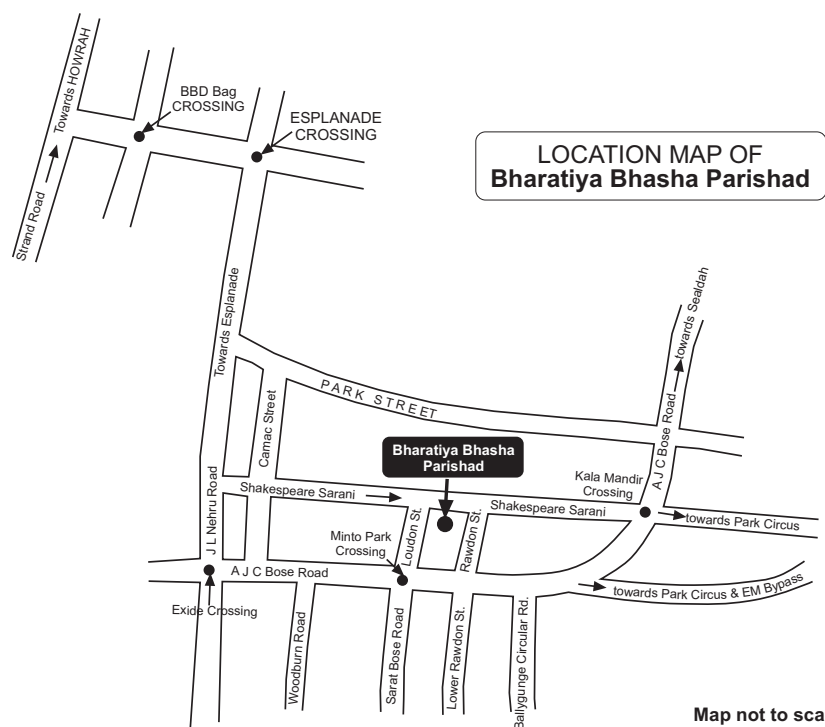 Towards HOWRAH
Strand Road
BBD Bag
CROSSING
ESPLANADE
CROSSING
LOCATION MAP OF
Bharatiya Bhasha Parishad
Towards Esplanade
towards Sealdah
PARK STREET
Camac Street
Bharatiya Bhasha
Parishad
A J C Bose Road
Kala Mandir
Crossing
Shakespeare Sarani
Shakespeare Sarani
towards Park Circus
J L Nehru Road
Loudon St.
Rawdon St.
Minto Park
Crossing
A J C Bose Road
towards Park Circus & EM Bypass
Exide Crossing
Woodburn Road
Sarat Bose Road
Lower Rawdon St.
Ballygunge Circular Rd.
Map not to sca